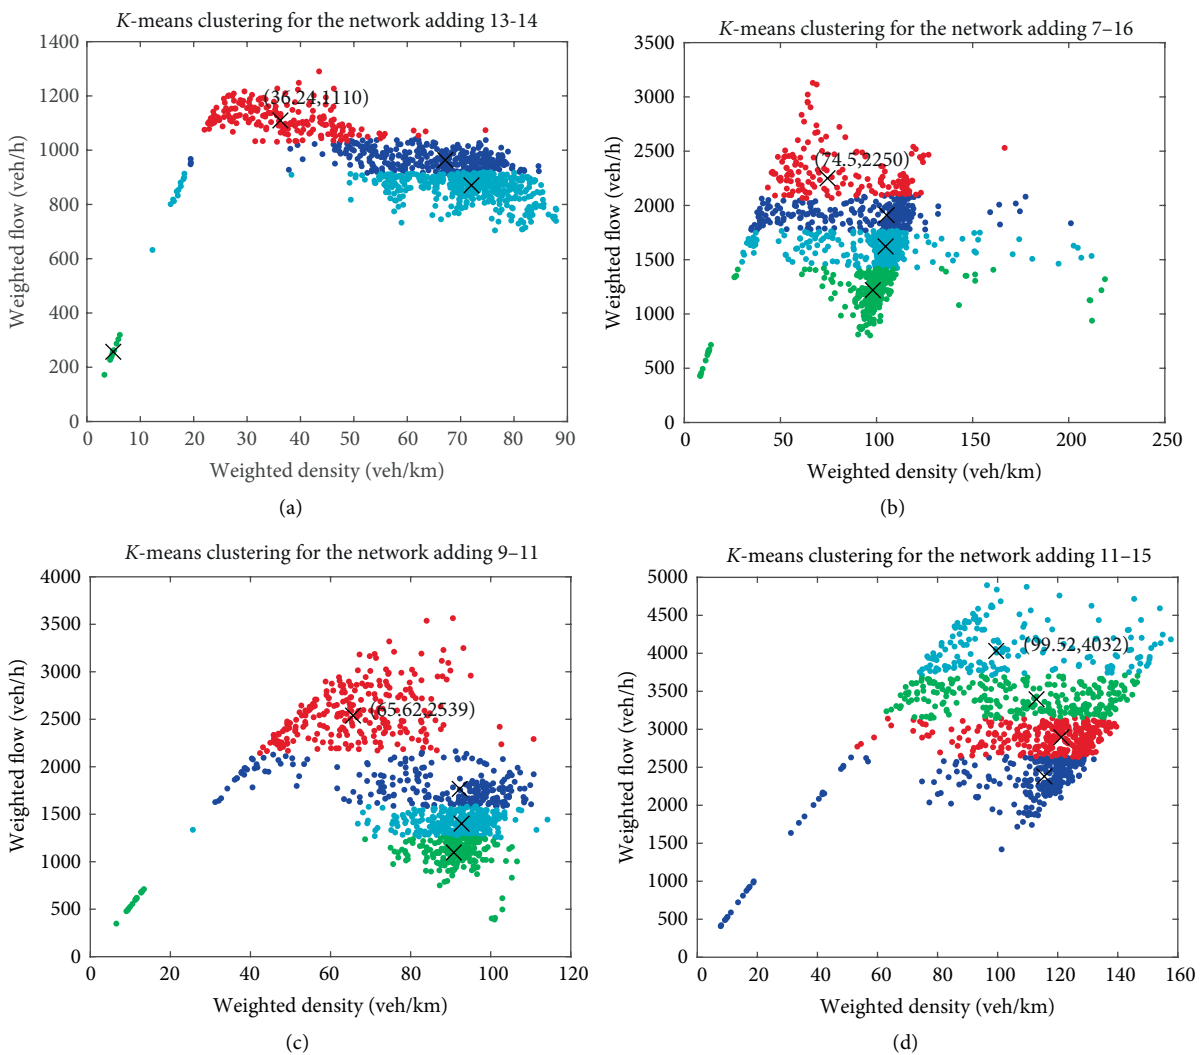 K-means clustering for the network adding 13-14
1400
1200
1000
800
600
400
200
0
Weighted flow (veh/h)
(36.24,1110)
0 10 20 30 40 50 60 70 80 90
Weighted density (veh/km)
(a)
K-means clustering for the network adding 7–16
3500
3000
2500
2000
1500
1000
500
0
Weighted flow (veh/h)
(74.5,2250)
0 50 100 150 200 250
Weighted density (veh/km)
(b)
K-means clustering for the network adding 9–11
4000
3500
3000
2500
2000
1500
1000
500
0
Weighted flow (veh/h)
(65.62,2539)
0 20 40 60 80 100 120
Weighted density (veh/km)
(c)
K-means clustering for the network adding 11–15
5000
4500
4000
3500
3000
2500
2000
1500
1000
500
0
Weighted flow (veh/h)
(99.52,4032)
0 20 40 60 80 100 120 140 160
Weighted density (veh/km)
(d)